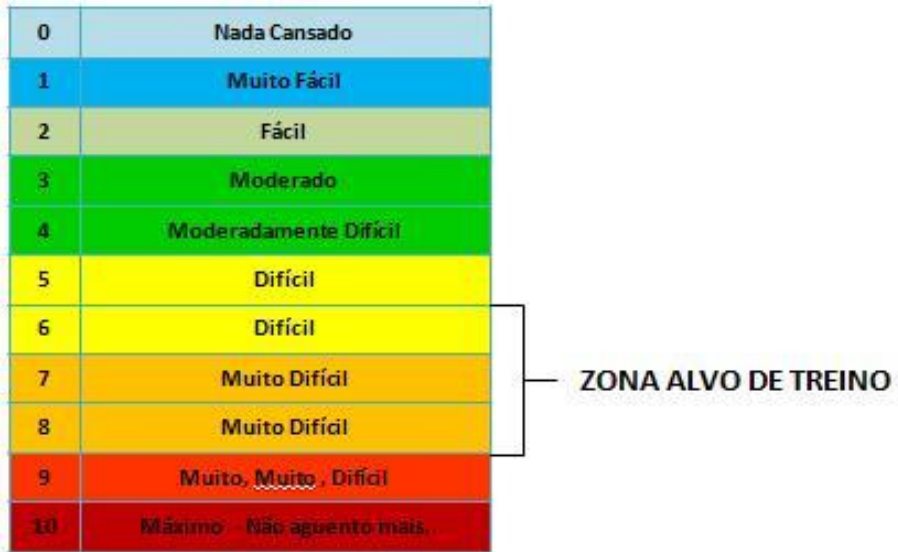 0 Nada Cansado
1 Muito Fácil
2 Fácil
3 Moderado
4 Moderadamente Difícil
5 Difícil
6 Difícil
7 Muito Difícil
ZONA ALVO DE TREINO
8 Muito Difícil
9 Muito, Muito , Difícil
10 Máximo Não aguento mais..